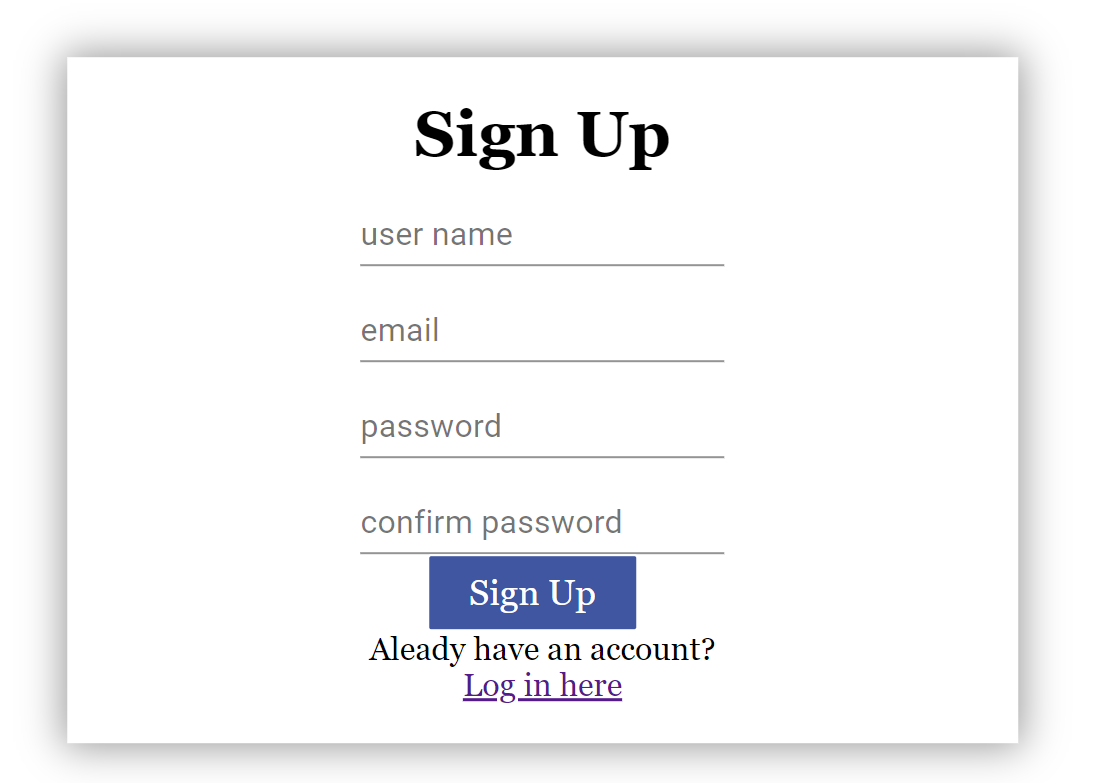 Sign Up
user name
email
password
confirm password
Sign Up
Aleady have an account?
Log in here